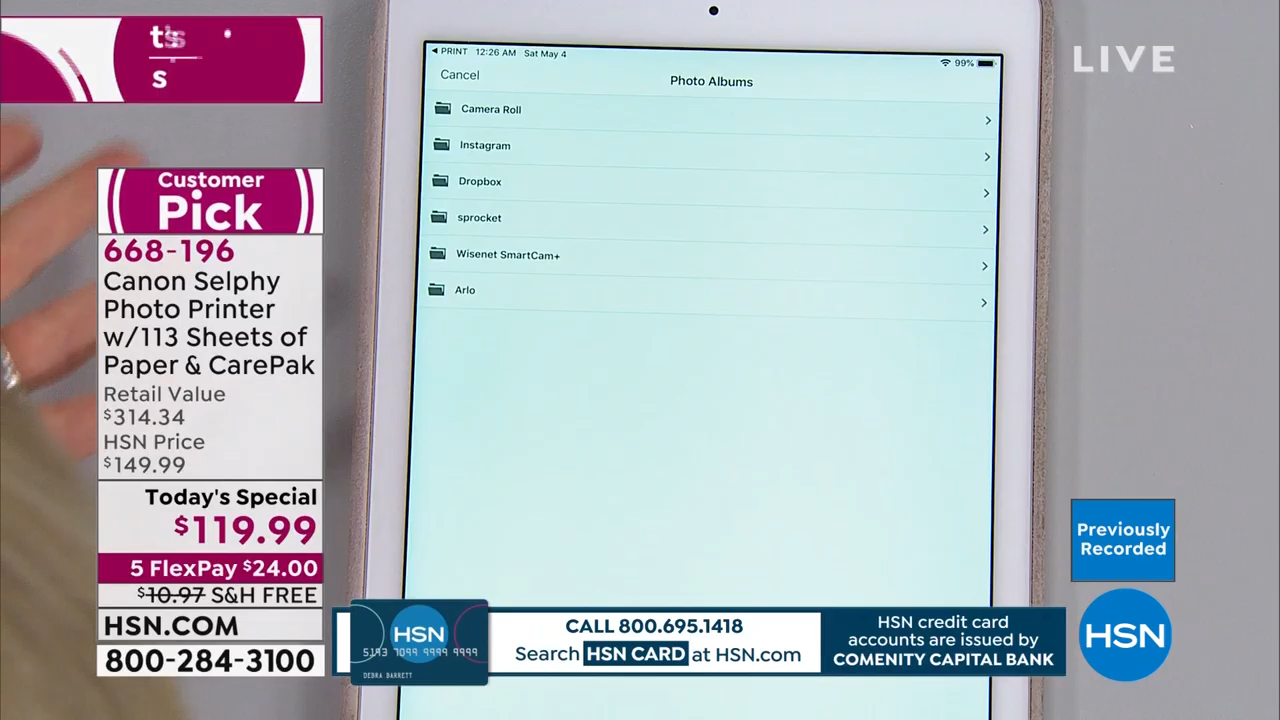 t's
s
Customer
Pick
668-196
Canon Selphy
Photo Printer
w/113 Sheets of
Paper & CarePak
Retail Value
$314.34
HSN Price
$149.99
Today's Special
$119.99
5 FlexPay $24.00
$10.97 S&H FREE
HSN.COM
800-284-3100
PRINT 12:26 AM Sat May 4
99%
Cancel
Photo Albums
Camera Roll
Instagram
Dropbox
sprocket
Wisenet SmartCam+
Arlo
LIVE
Previously
Recorded
HSN
HSN
5193 7099 9999 9999
DEBRA BARRETT
CALL 800.695.1418
Search HSN CARD at HSN.com
HSN credit card
accounts are issued by
COMENITY CAPITAL BANK